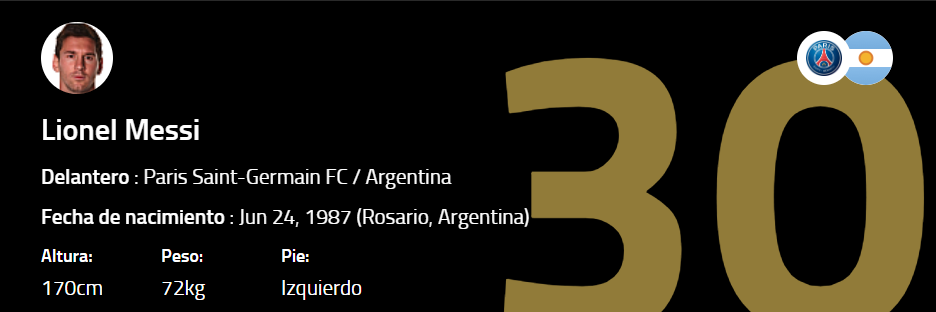 Lionel Messi
Delantero : Paris Saint-Germain FC / Argentina
Fecha de nacimiento : Jun 24, 1987 (Rosario, Argentina)
Altura: Peso: Pie:
170cm 72kg Izquierdo
30
PARIS